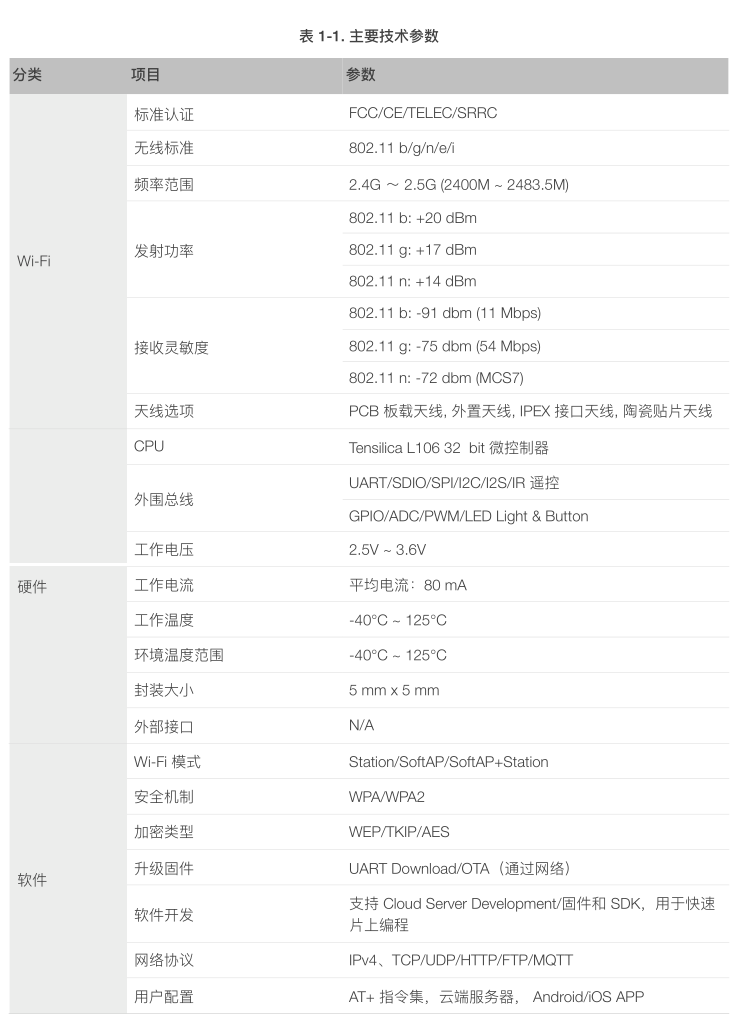 表 1-1. 主要技术参数
分类 项目 参数
Wi-Fi
标准认证 FCC/CE/TELEC/SRRC
无线标准 802.11 b/g/n/e/i
频率范围 2.4G ～ 2.5G (2400M ~ 2483.5M)
发射功率
802.11 b: +20 dBm
802.11 g: +17 dBm
802.11 n: +14 dBm
接收灵敏度
802.11 b: -91 dbm (11 Mbps)
802.11 g: -75 dbm (54 Mbps)
802.11 n: -72 dbm (MCS7)
天线选项 PCB 板载天线, 外置天线, IPEX 接口天线, 陶瓷贴片天线
CPU Tensilica L106 32 bit 微控制器
外围总线
UART/SDIO/SPI/I2C/I2S/IR 遥控
GPIO/ADC/PWM/LED Light & Button
工作电压 2.5V ~ 3.6V
硬件
工作电流 平均电流：80 mA
工作温度 -40°C ~ 125°C
环境温度范围 -40°C ~ 125°C
封装大小 5 mm x 5 mm
外部接口 N/A
软件
Wi-Fi 模式 Station/SoftAP/SoftAP+Station
安全机制 WPA/WPA2
加密类型 WEP/TKIP/AES
升级固件 UART Download/OTA（通过网络）
软件开发 支持 Cloud Server Development/固件和 SDK，用于快速
片上编程
网络协议 IPv4、TCP/UDP/HTTP/FTP/MQTT
用户配置 AT+ 指令集，云端服务器， Android/iOS APP